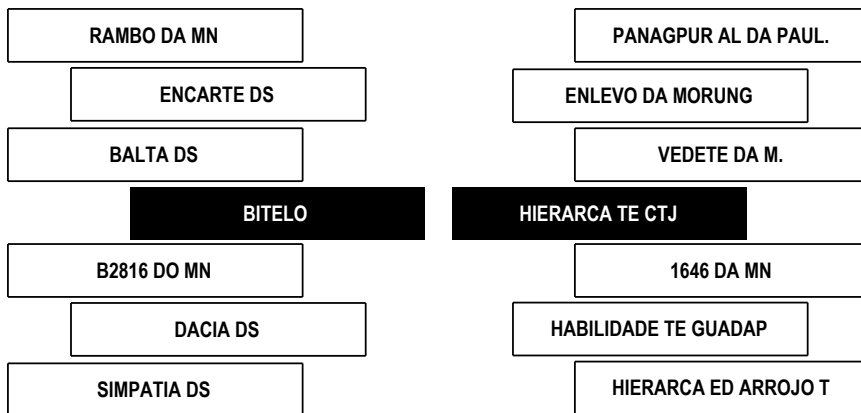 RAMBO DA MN
PANAGPUR AL DA PAUL.
ENCARTE DS
ENLEVO DA MORUNG
BALTA DS
VEDETE DA M.
BITELO
HIERARCA TE CTJ
B2816 DO MN
1646 DA MN
DACIA DS
HABILIDADE TE GUADAP
SIMPATIA DS
HIERARCA ED ARROJO T